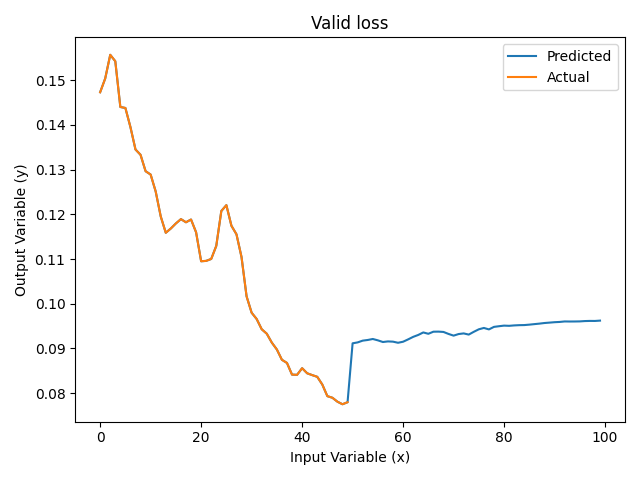 Valid loss
Predicted
Actual
Output Variable (y)
0.15
0.14
0.13
0.12
0.11
0.10
0.09
0.08
0 20 40 60 80 100
Input Variable (x)